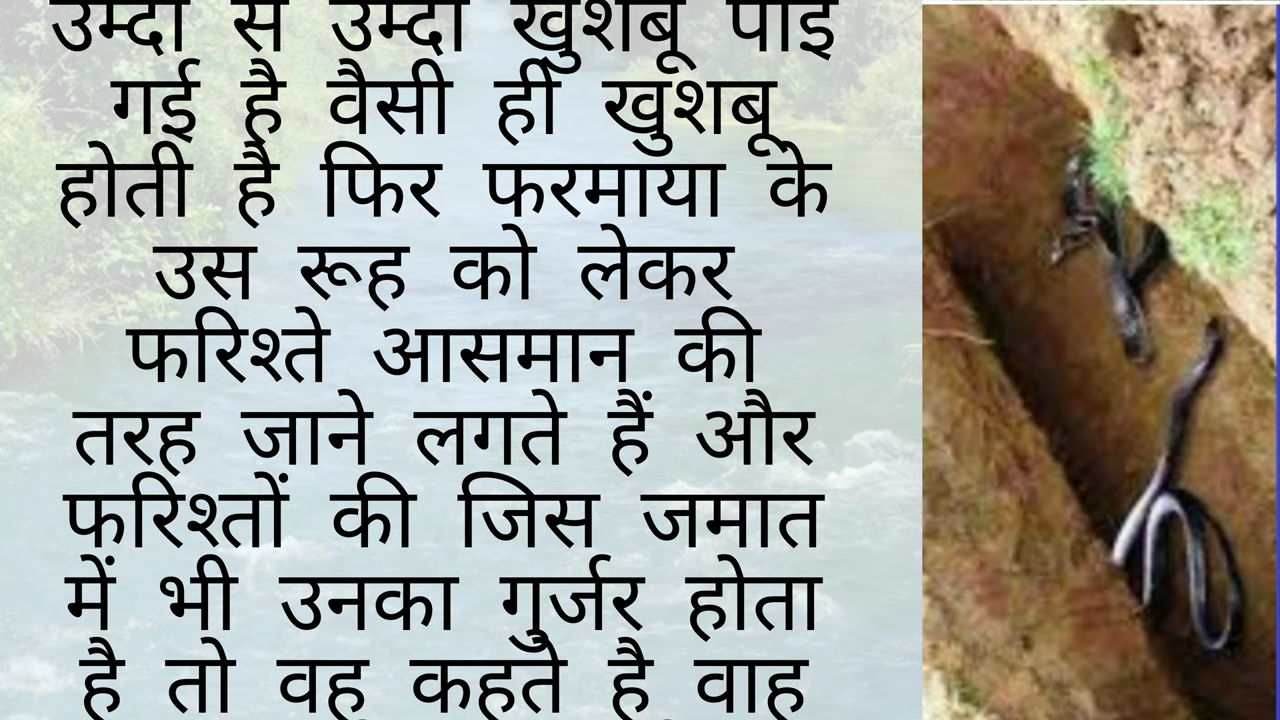 उम्दा से उम्दा खुशबू पाई
गई है वैसी ही खुशबू
होती है फिर फरमाया के
उस रूह को लेकर
फरिश्ते आसमान की
तरह जाने लगते हैं और
फरिश्तों की जिस जमात
में भी उनका गुर्जर होता
है तो वह कहते है वाह